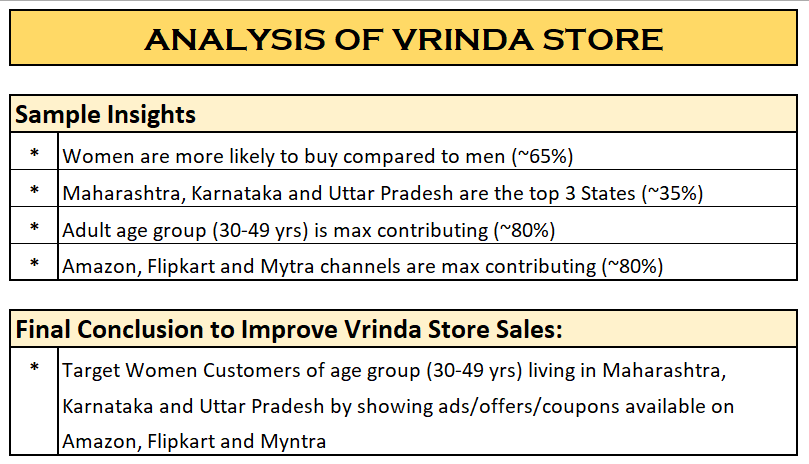 ANALYSIS OF VRINDA STORE
Sample Insights
* Women are more likely to buy compared to men (~65%)
* Maharashtra, Karnataka and Uttar Pradesh are the top 3 States (~35%)
* Adult age group (30-49 yrs) is max contributing (~80%)
* Amazon, Flipkart and Mytra channels are max contributing (~80%)
Final Conclusion to Improve Vrinda Store Sales:
* Target Women Customers of age group (30-49 yrs) living in Maharashtra,
Karnataka and Uttar Pradesh by showing ads/offers/coupons available on
Amazon, Flipkart and Myntra